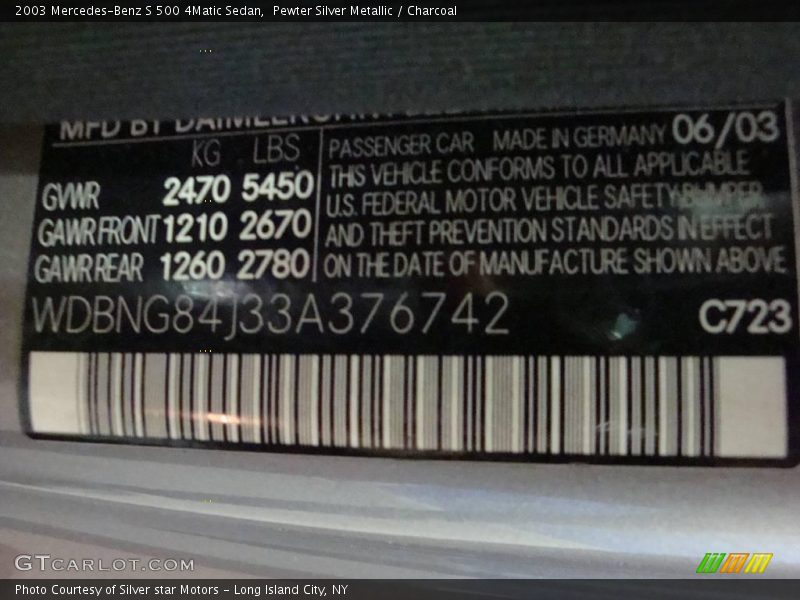 2003 Mercedes-Benz S 500 4Matic Sedan,  Pewter Silver Metallic / Charcoal
MFD BY
KG LBS
GVWR 2470 5450
GAWR FRONT 1210 2670
GAWR REAR 1260 2780
PASSENGER CAR MADE IN GERMANY 06/03
THIS VEHICLE CONFORMS TO ALL APPLICABLE
U.S. FEDERAL MOTOR VEHICLE SAFETY BUMPER
AND THEFT PREVENTION STANDARDS IN EFFECT
ON THE DATE OF MANUFACTURE SHOWN ABOVE
WDBNG84J33A376742 C723
GTCARLOT.COM
Photo Courtesy of Silver star Motors - Long Island City, NY